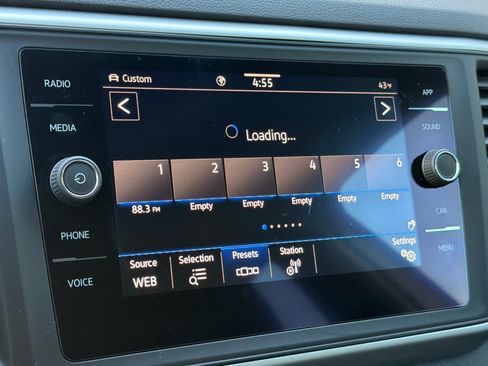 RADIO
MEDIA
PHONE
VOICE
Custom 4:55 43°F
Loading...
1 2 3 4 5 6
88.3 FM Empty Empty Empty Empty Empty
Source Selection Presets Station Settings
WEB
APP
SOUND
CAR
MENU